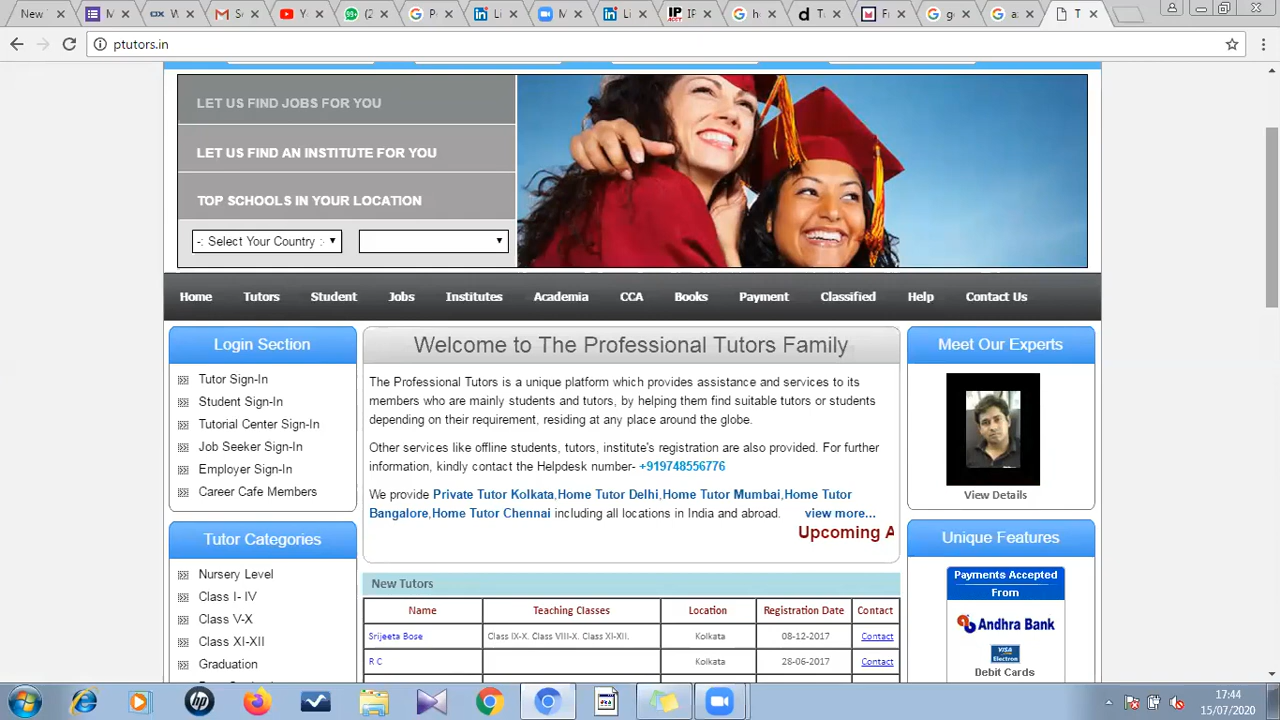 New
M
W
S
Y
(2
P
Li
M
Li
IP
h
T
Fr
g
a
T
ptutors.in
LET US FIND JOBS FOR YOU
LET US FIND AN INSTITUTE FOR YOU
TOP SCHOOLS IN YOUR LOCATION
-: Select Your Country :
Home Tutors Student Jobs Institutes Academia CCA Books Payment Classified Help Contact Us
Login Section
Tutor Sign-In
Student Sign-In
Tutorial Center Sign-In
Job Seeker Sign-In
Employer Sign-In
Career Cafe Members
Tutor Categories
Nursery Level
Class I- IV
Class V-X
Class XI-XII
Graduation
Welcome to The Professional Tutors Family
The Professional Tutors is a unique platform which provides assistance and services to its
members who are mainly students and tutors, by helping them find suitable tutors or students
depending on their requirement, residing at any place around the globe.
Other services like offline students, tutors, institute's registration are also provided. For further
information, kindly contact the Helpdesk number- +919748556776
We provide Private Tutor Kolkata,Home Tutor Delhi,Home Tutor Mumbai,Home Tutor
Bangalore,Home Tutor Chennai including all locations in India and abroad. view more...
Upcoming A
New Tutors
Name Teaching Classes Location Registration Date Contact
Srijeeta Bose Class IX-X. Class VIII-X. Class XI-XII. Kolkata 08-12-2017 Contact
R C Kolkata 28-06-2017 Contact
Meet Our Experts
View Details
Unique Features
Payments Accepted
From
Andhra Bank
VISA
Electron
Debit Cards
17:44
15/07/2020